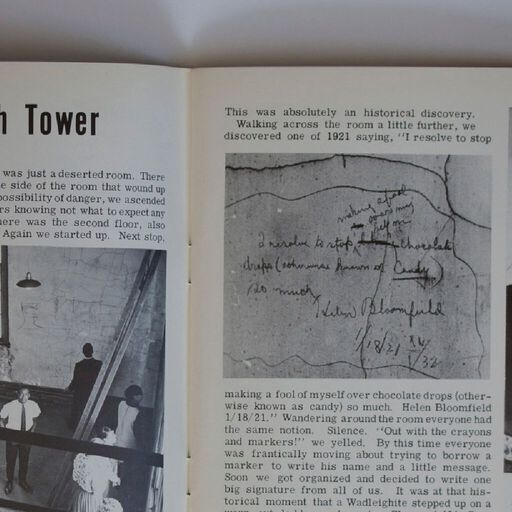 h Tower
was just a deserted room. There
e side of the room that wound up
possibility of danger, we ascended
rs knowing not what to expect any
here was the second floor, also
Again we started up. Next stop,
This was absolutely an historical discovery.
Walking across the room a little further, we
discovered one of 1921 saying, "I resolve to stop
making a fool
over my
self over
I resolve to stop chocolate
drops (otherwise known as Candy)
so much
Helen Bloomfield
1/18/21
making a fool of myself over chocolate drops (other-
wise known as candy) so much. Helen Bloomfield
1/18/21." Wandering around the room everyone had
the same notion. Silence. "Out with the crayons
and markers!" we yelled. By this time everyone
was frantically moving about trying to borrow a
marker to write his name and a little message.
Soon we got organized and decided to write one
big signature from all of us. It was at that his-
torical moment that a Wadleighite stepped up on a